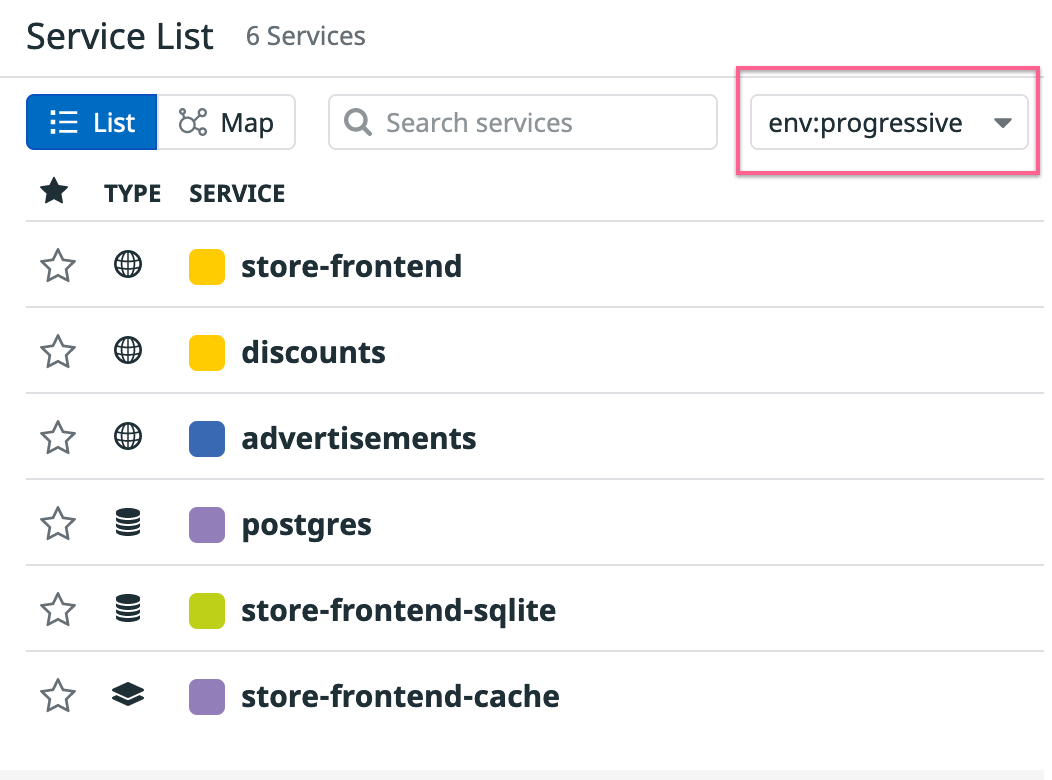 Service List 6 Services
List Map Search services env:progressive
TYPE SERVICE
store-frontend
discounts
advertisements
postgres
store-frontend-sqlite
store-frontend-cache